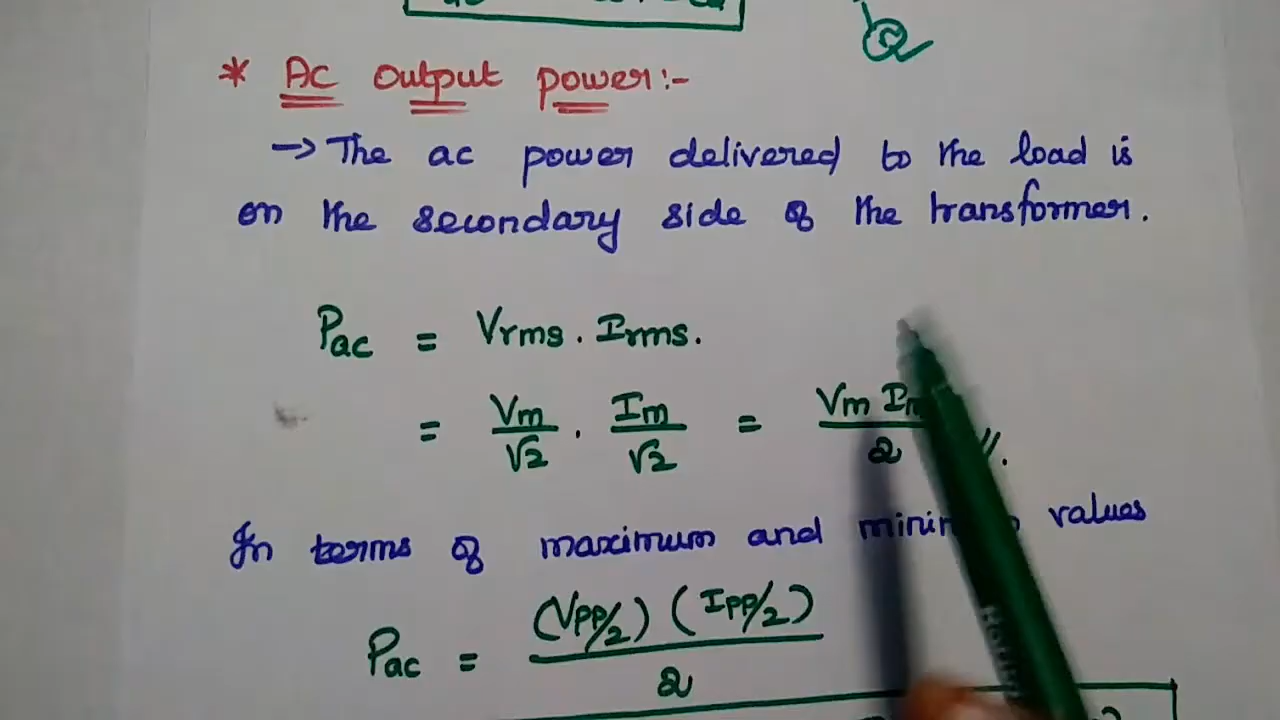 * AC output power:-
→ The ac power delivered to the load is
on the secondary side of the transformer.
Pac = Vrms . Irms.
= Vm/√2 . Im/√2 = Vm I /2 //.
In terms of maximum and values
Pac = (VPP/2) (IPP/2) / 2